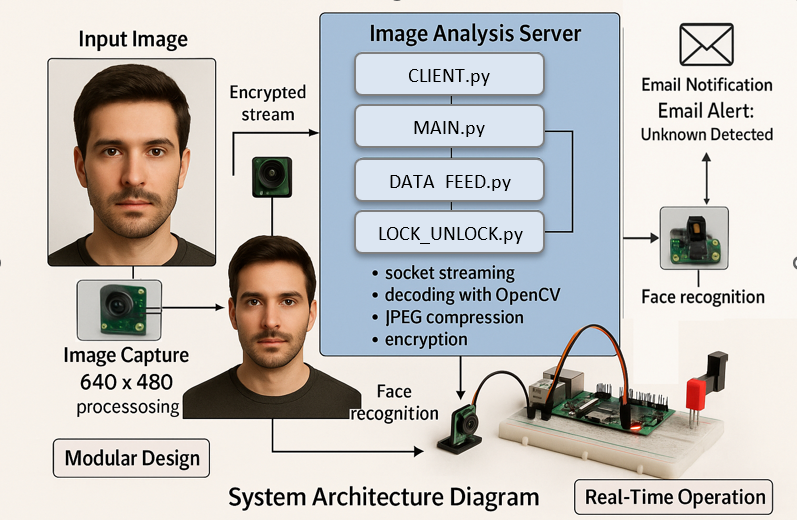 Input Image
Encrypted
stream
Image Analysis Server
CLIENT.py
MAIN.py
DATA FEED.py
LOCK_UNLOCK.py
• socket streaming
• decoding with OpenCV
• JPEG compression
• encryption
Email Notification
Email Alert:
Unknown Detected
Face recognition
Image Capture
640 x 480
processosing
Face
recognition
Modular Design
System Architecture Diagram
Real-Time Operation